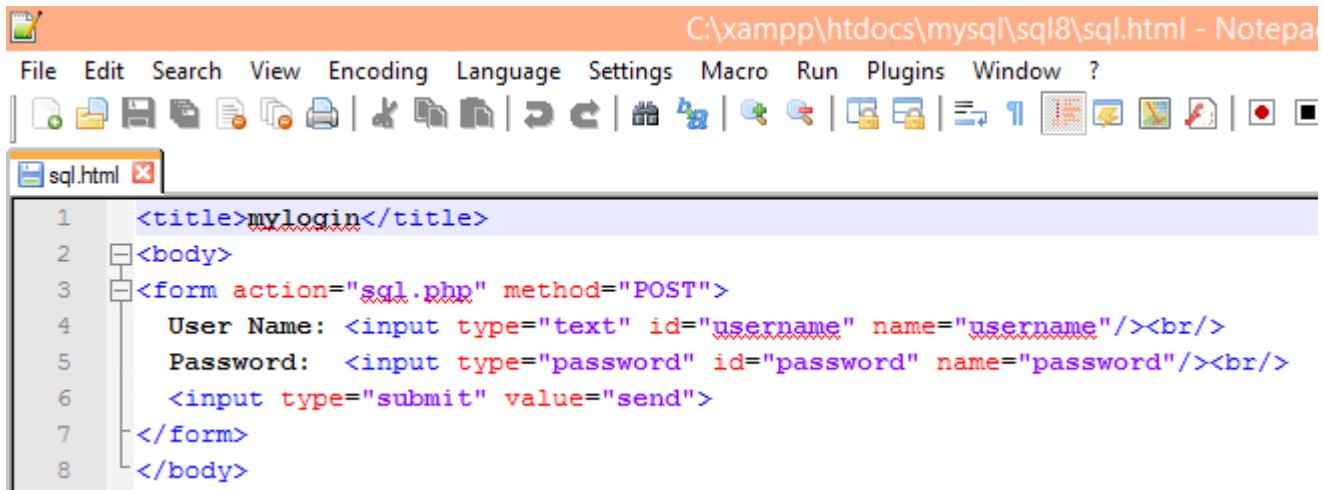 C:\xampp\htdocs\mysql\sql8\sql.html - Notepa
File Edit Search View Encoding Language Settings Macro Run Plugins Window ?
sql.html
1 <title>mylogin</title>
2 <body>
3 <form action="sql.php" method="POST">
4 User Name: <input type="text" id="username" name="username"/><br/>
5 Password: <input type="password" id="password" name="password"/><br/>
6 <input type="submit" value="send">
7 </form>
8 </body>